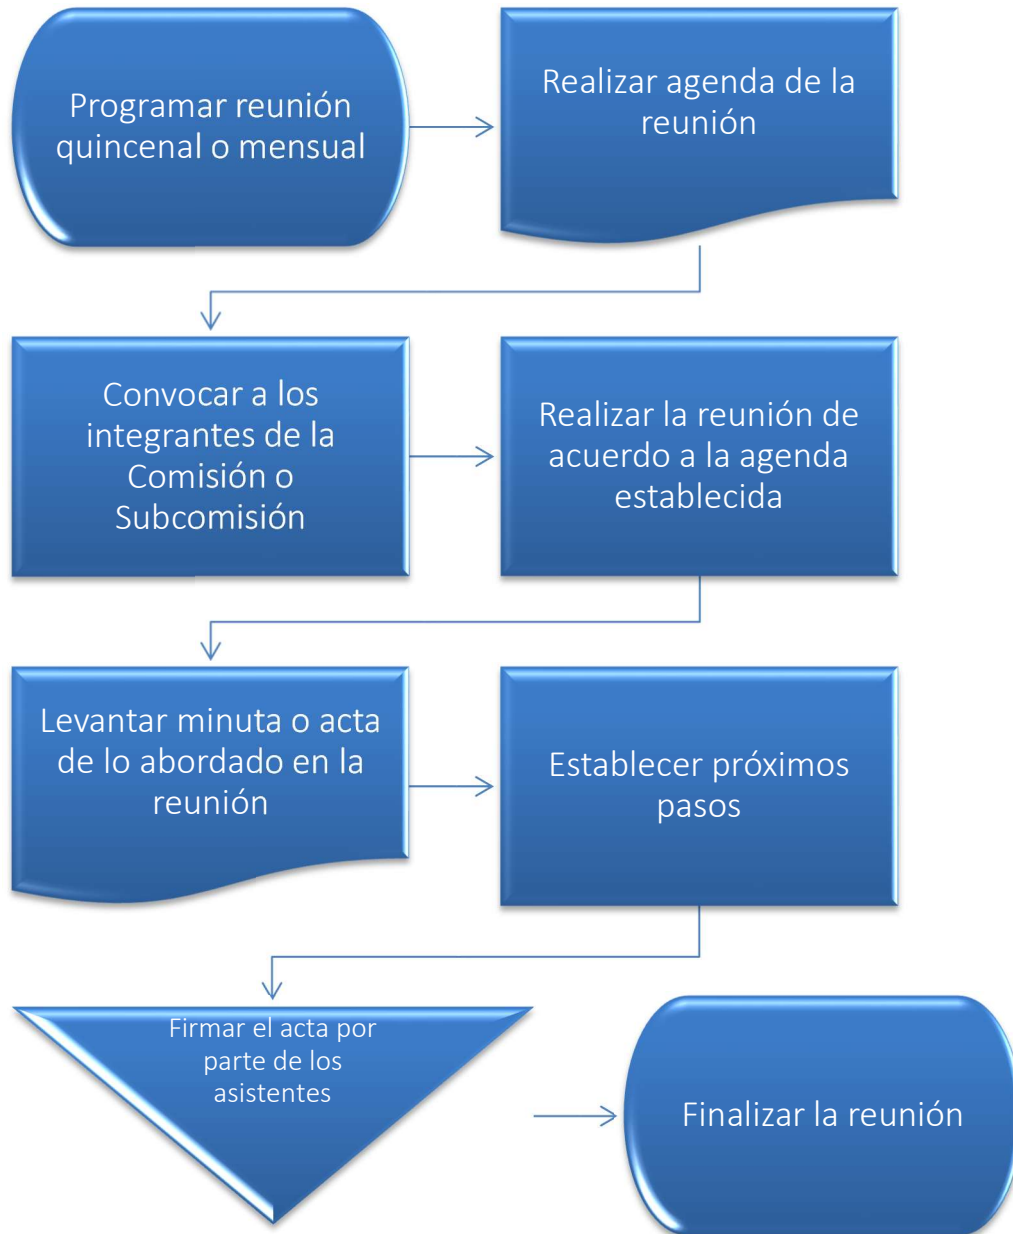 Programar reunión
quincenal o mensual
Realizar agenda de la
reunión
Convocar a los
integrantes de la
Comisión o
Subcomisión
Realizar la reunión de
acuerdo a la agenda
establecida
Levantar minuta o acta
de lo abordado en la
reunión
Establecer próximos
pasos
Firmar el acta por
parte de los
asistentes
Finalizar la reunión